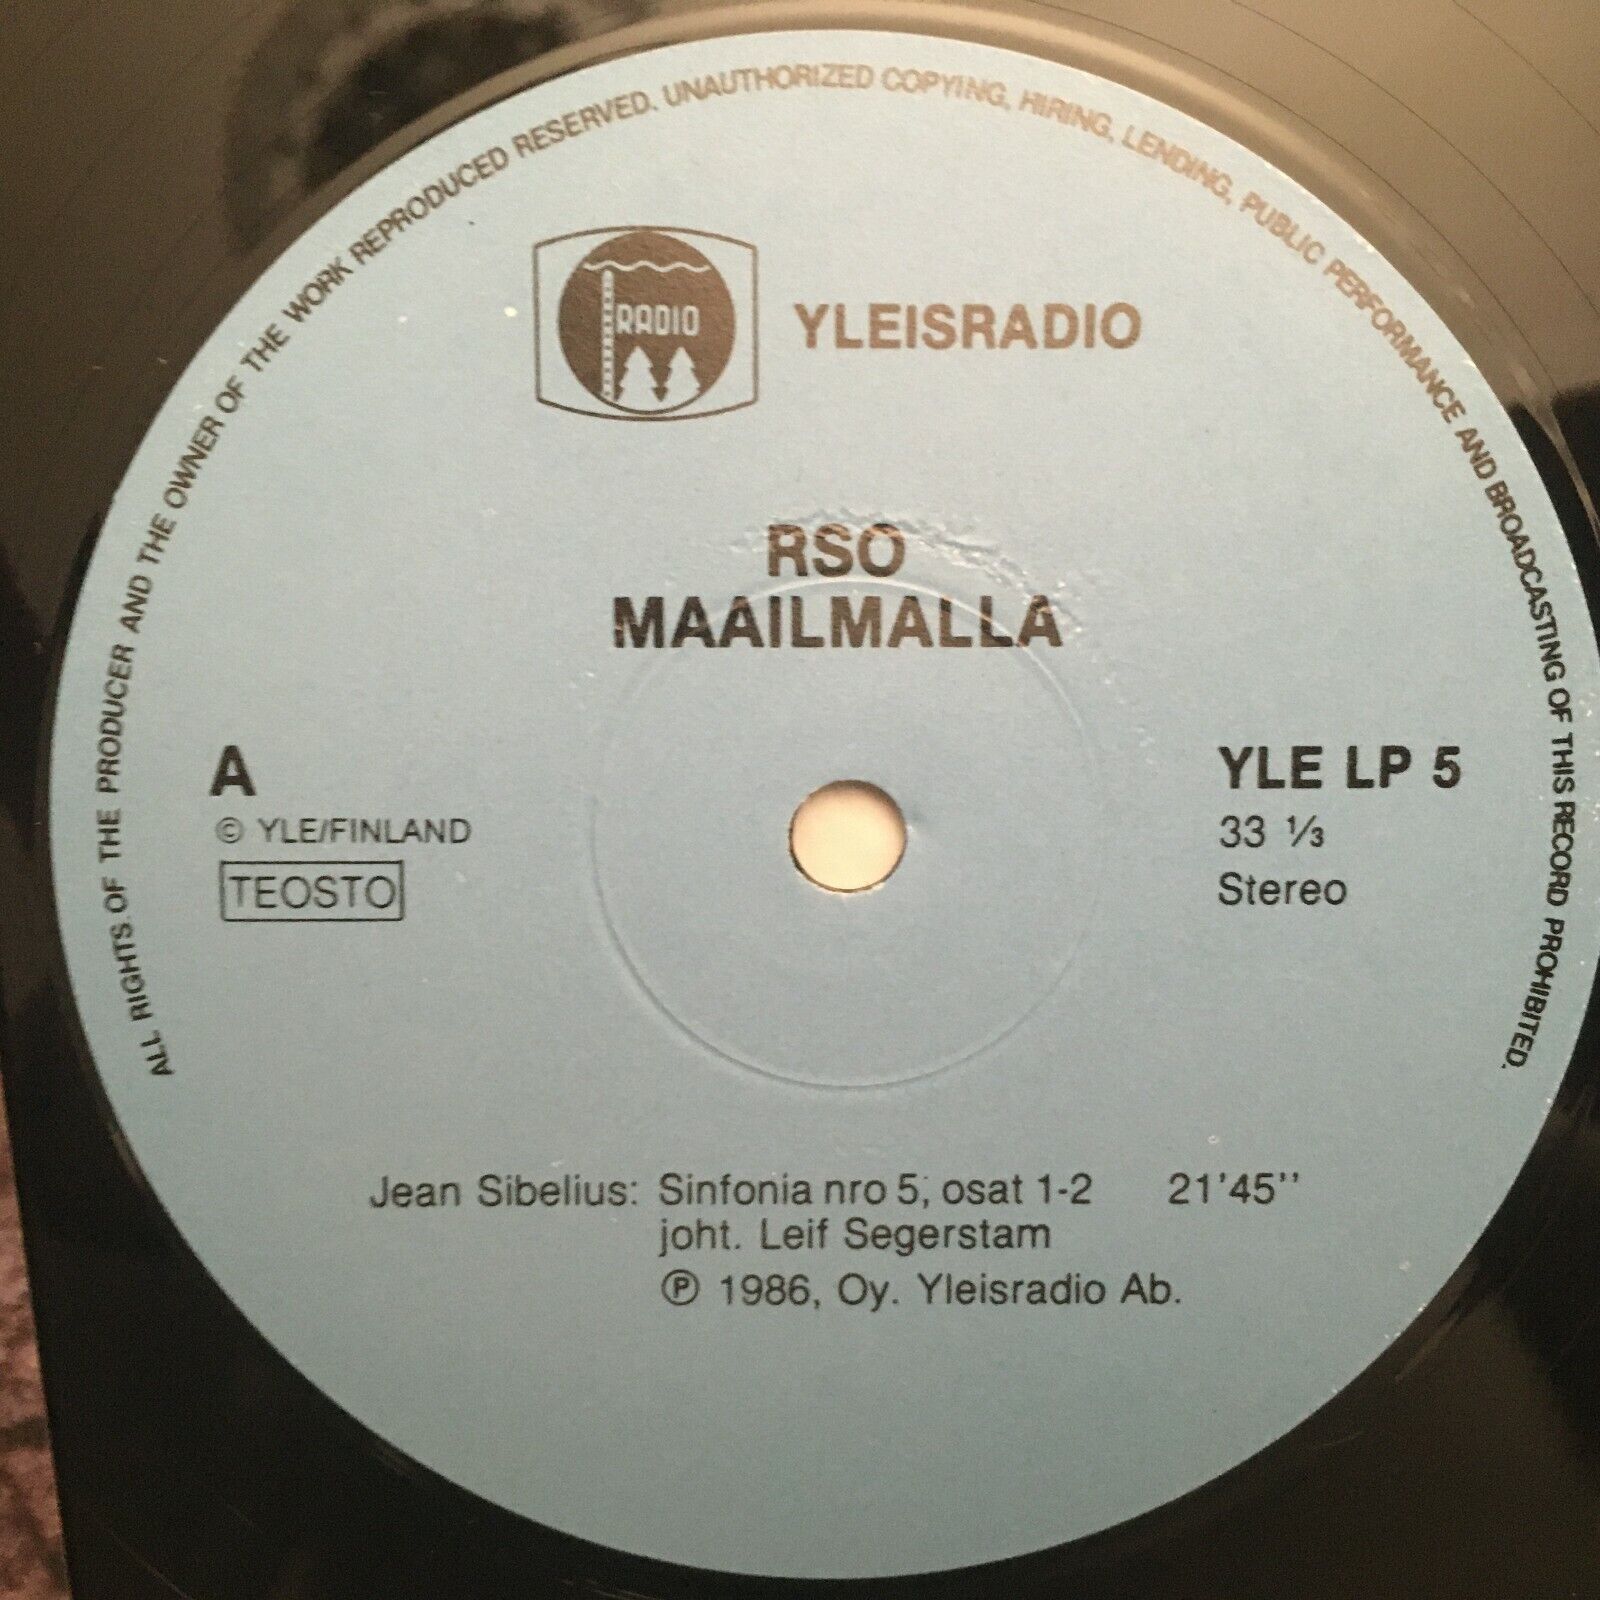 ALL RIGHTS OF THE PRODUCER AND THE OWNER OF THE WORK REPRODUCED RESERVED. UNAUTHORIZED COPYING, HIRING, LENDING, PUBLIC PERFORMANCE AND BROADCASTING OF THIS RECORD PROHIBITED.
RADIO
YLEISRADIO
RSO
MAAILMALLA
A
© YLE/FINLAND
TEOSTO
YLE LP 5
33 ⅓
Stereo
Jean Sibelius: Sinfonia nro 5, osat 1-2 21'45''
joht. Leif Segerstam
℗ 1986, Oy. Yleisradio Ab.